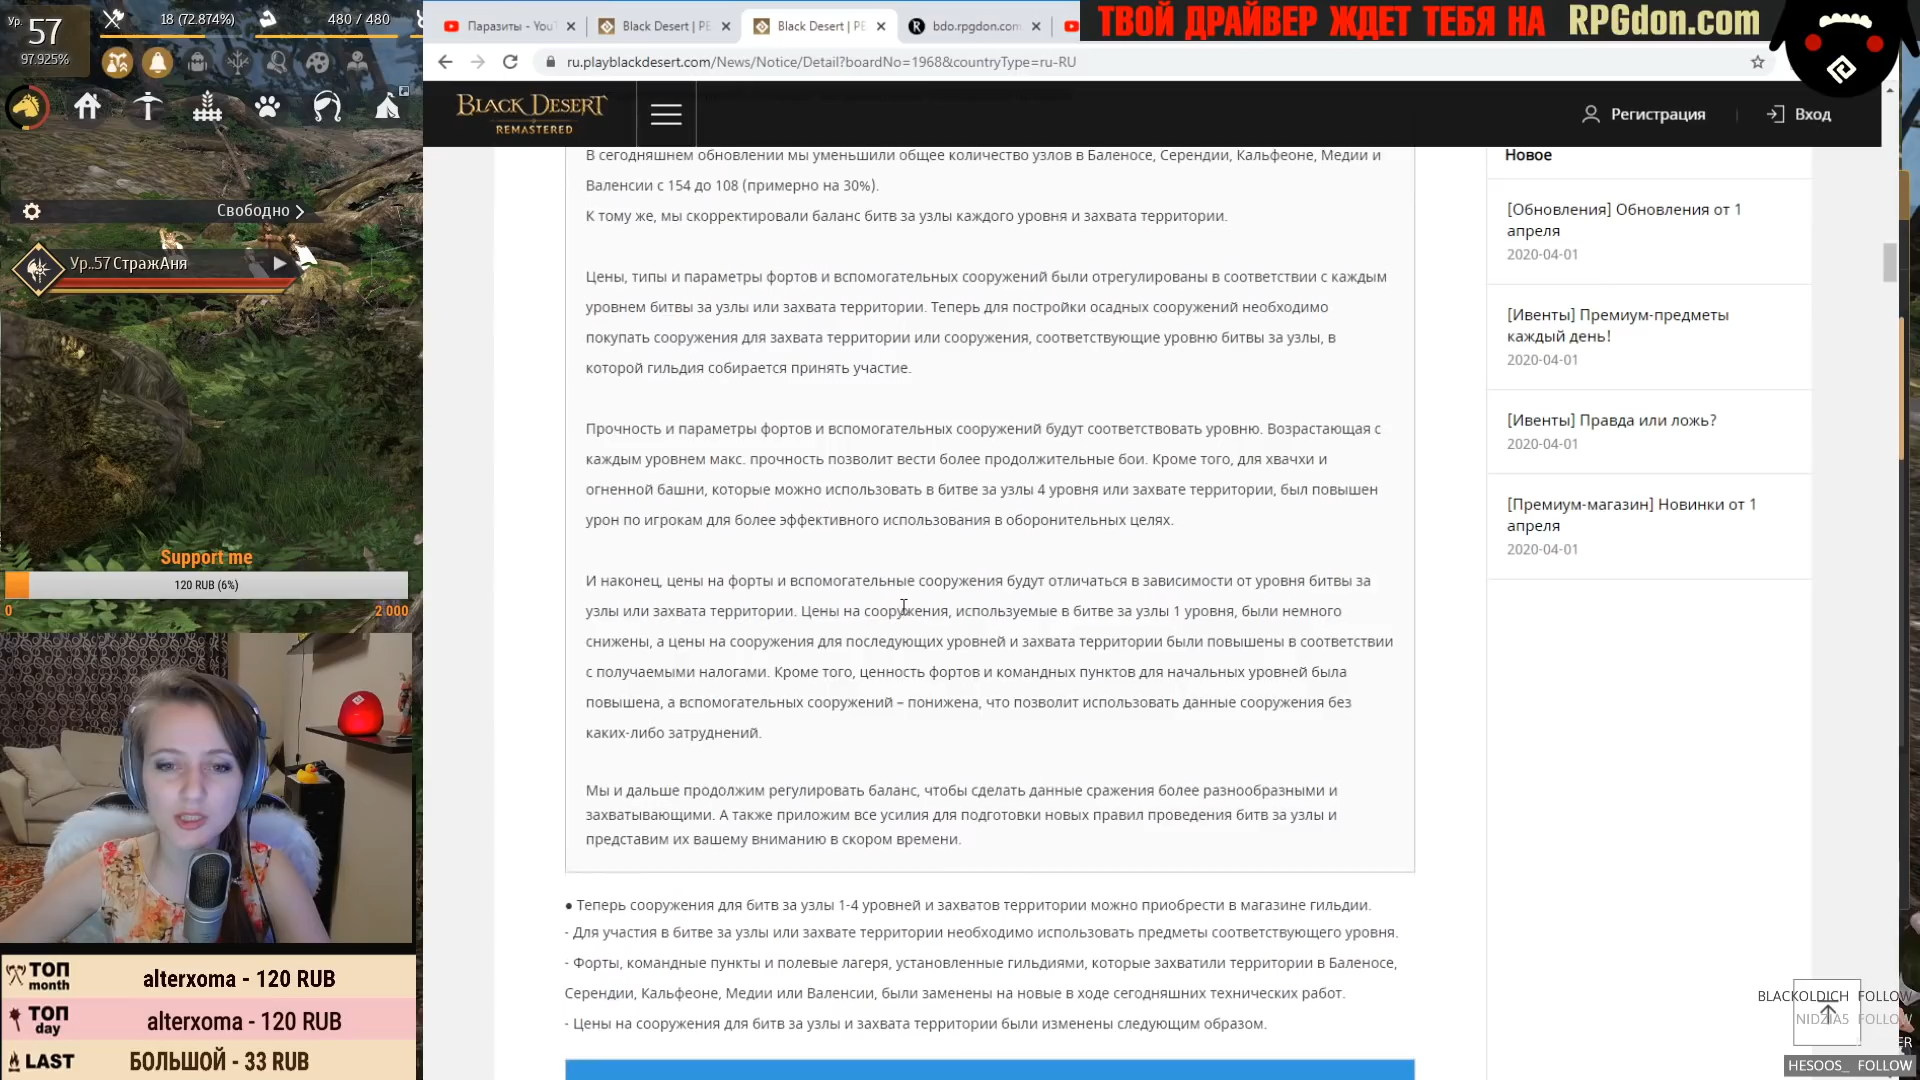 Ур.
57
97.925%
18 (72.874%)
480 / 480
Свободно
Ур..57 СтражАня
Support me
120 RUB (6%)
0
2 000
ТОП month
alterxoma - 120 RUB
ТОП day
alterxoma - 120 RUB
LAST
БОЛЬШОЙ - 33 RUB
Паразиты - You
Black Desert | РЕ
Black Desert | РЕ
bdo.rpgdon.com
ТВОЙ ДРАЙВЕР ЖДЕТ ТЕБЯ НА RPGdon.com
ru.playblackdesert.com/News/Notice/Detail?boardNo=1968&countryType=ru-RU
BLACK DESERT
REMASTERED
Регистрация
Вход
В сегодняшнем обновлении мы уменьшили общее количество узлов в Баленосе, Серендии, Кальфеоне, Медии и
Валенсии с 154 до 108 (примерно на 30%).
К тому же, мы скорректировали баланс битв за узлы каждого уровня и захвата территории.
Цены, типы и параметры фортов и вспомогательных сооружений были отрегулированы в соответствии с каждым
уровнем битвы за узлы или захвата территории. Теперь для постройки осадных сооружений необходимо
покупать сооружения для захвата территории или сооружения, соответствующие уровню битвы за узлы, в
которой гильдия собирается принять участие.
Прочность и параметры фортов и вспомогательных сооружений будут соответствовать уровню. Возрастающая с
каждым уровнем макс. прочность позволит вести более продолжительные бои. Кроме того, для хвачхи и
огненной башни, которые можно использовать в битве за узлы 4 уровня или захвате территории, был повышен
урон по игрокам для более эффективного использования в оборонительных целях.
И наконец, цены на форты и вспомогательные сооружения будут отличаться в зависимости от уровня битвы за
узлы или захвата территории. Цены на сооружения, используемые в битве за узлы 1 уровня, были немного
снижены, а цены на сооружения для последующих уровней и захвата территории были повышены в соответствии
с получаемыми налогами. Кроме того, ценность фортов и командных пунктов для начальных уровней была
повышена, а вспомогательных сооружений – понижена, что позволит использовать данные сооружения без
каких-либо затруднений.
Мы и дальше продолжим регулировать баланс, чтобы сделать данные сражения более разнообразными и
захватывающими. А также приложим все усилия для подготовки новых правил проведения битв за узлы и
представим их вашему вниманию в скором времени.
● Теперь сооружения для битв за узлы 1-4 уровней и захватов территории можно приобрести в магазине гильдии.
- Для участия в битве за узлы или захвате территории необходимо использовать предметы соответствующего уровня.
- Форты, командные пункты и полевые лагеря, установленные гильдиями, которые захватили территории в Баленосе,
Серендии, Кальфеоне, Медии или Валенсии, были заменены на новые в ходе сегодняшних технических работ.
- Цены на сооружения для битв за узлы и захвата территории были изменены следующим образом.
Новое
[Обновления] Обновления от 1
апреля
2020-04-01
[Ивенты] Премиум-предметы
каждый день!
2020-04-01
[Ивенты] Правда или ложь?
2020-04-01
[Премиум-магазин] Новинки от 1
апреля
2020-04-01
BLACKOLDICH FOLLOW
NIDZIA5 FOLLOW
HESOOS_ FOLLOW